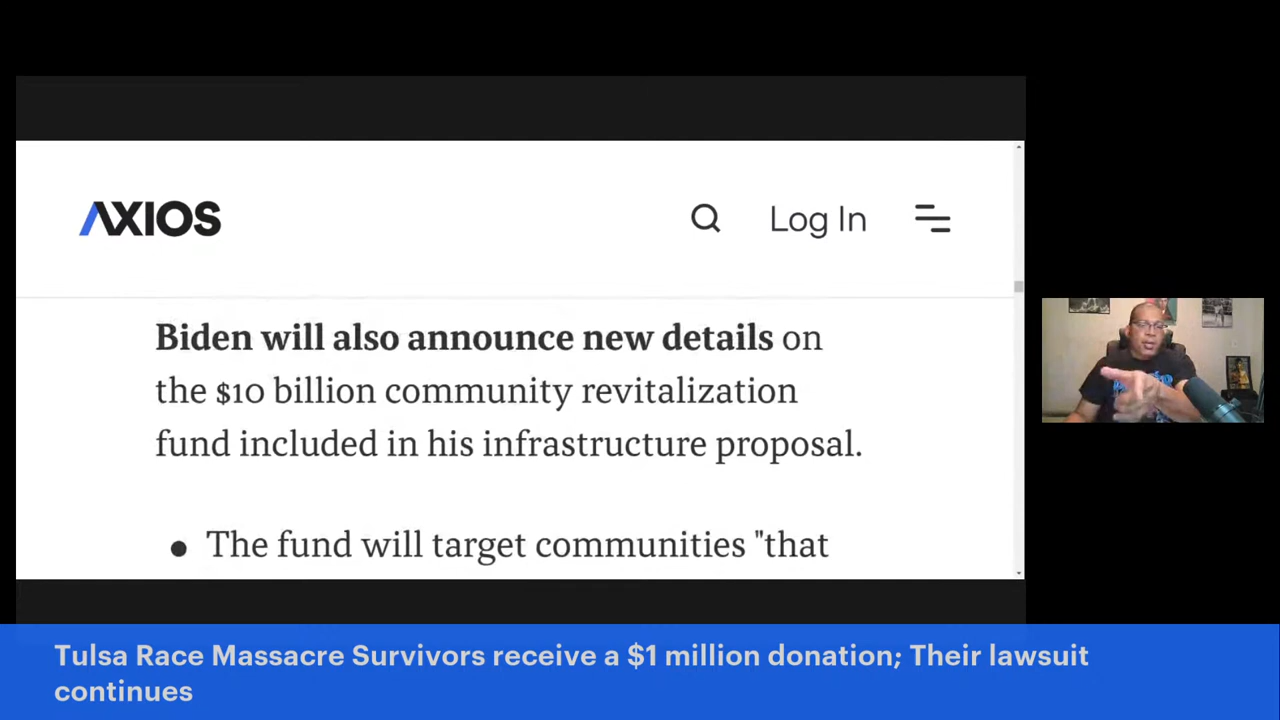 AXIOS
Log In
Biden will also announce new details on
the $10 billion community revitalization
fund included in his infrastructure proposal.
● The fund will target communities "that
Tulsa Race Massacre Survivors receive a $1 million donation; Their lawsuit
continues